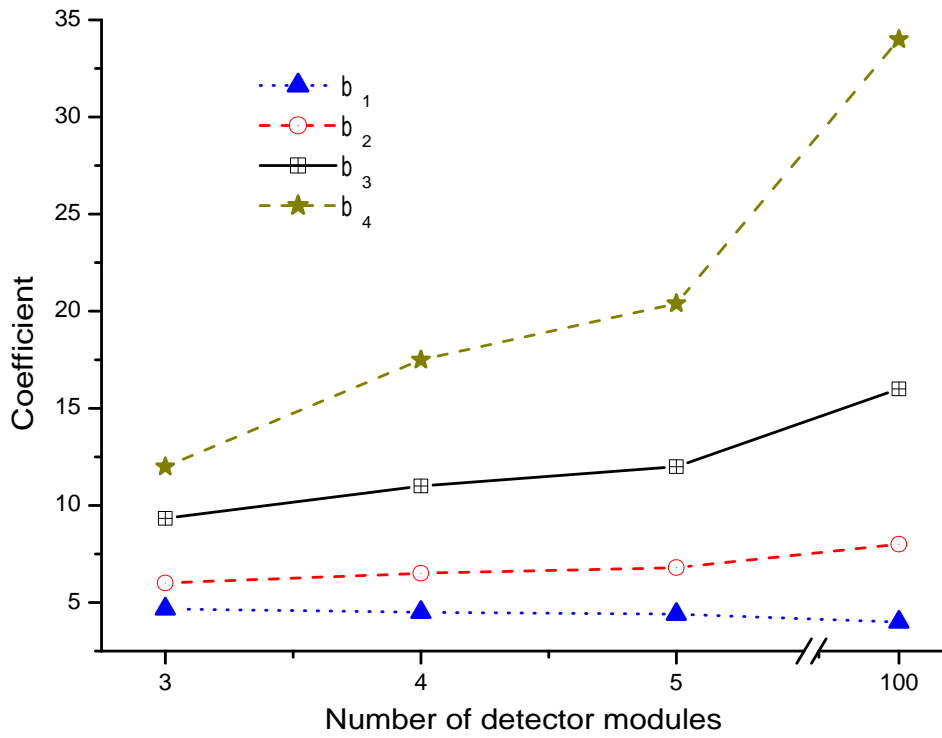 35
30
25
20
15
10
5
Coefficient
b 1
b 2
b 3
b 4
3 4 5 100
Number of detector modules